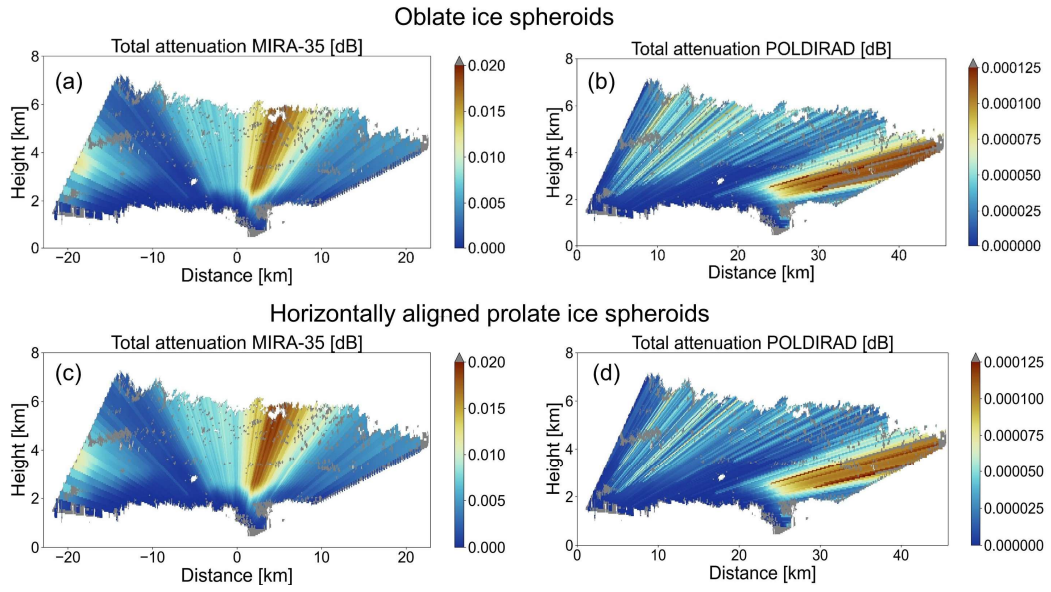 Oblate ice spheroids
Total attenuation MIRA-35 [dB]
(a)
Height [km]
8
6
4
2
0
−20 −10 0 10 20
Distance [km]
0.020
0.015
0.010
0.005
0.000
Total attenuation POLDIRAD [dB]
(b)
Height [km]
8
6
4
2
0
0 10 20 30 40
Distance [km]
0.000125
0.000100
0.000075
0.000050
0.000025
0.000000
Horizontally aligned prolate ice spheroids
Total attenuation MIRA-35 [dB]
(c)
Height [km]
8
6
4
2
0
−20 −10 0 10 20
Distance [km]
0.020
0.015
0.010
0.005
0.000
Total attenuation POLDIRAD [dB]
(d)
Height [km]
8
6
4
2
0
0 10 20 30 40
Distance [km]
0.000125
0.000100
0.000075
0.000050
0.000025
0.000000